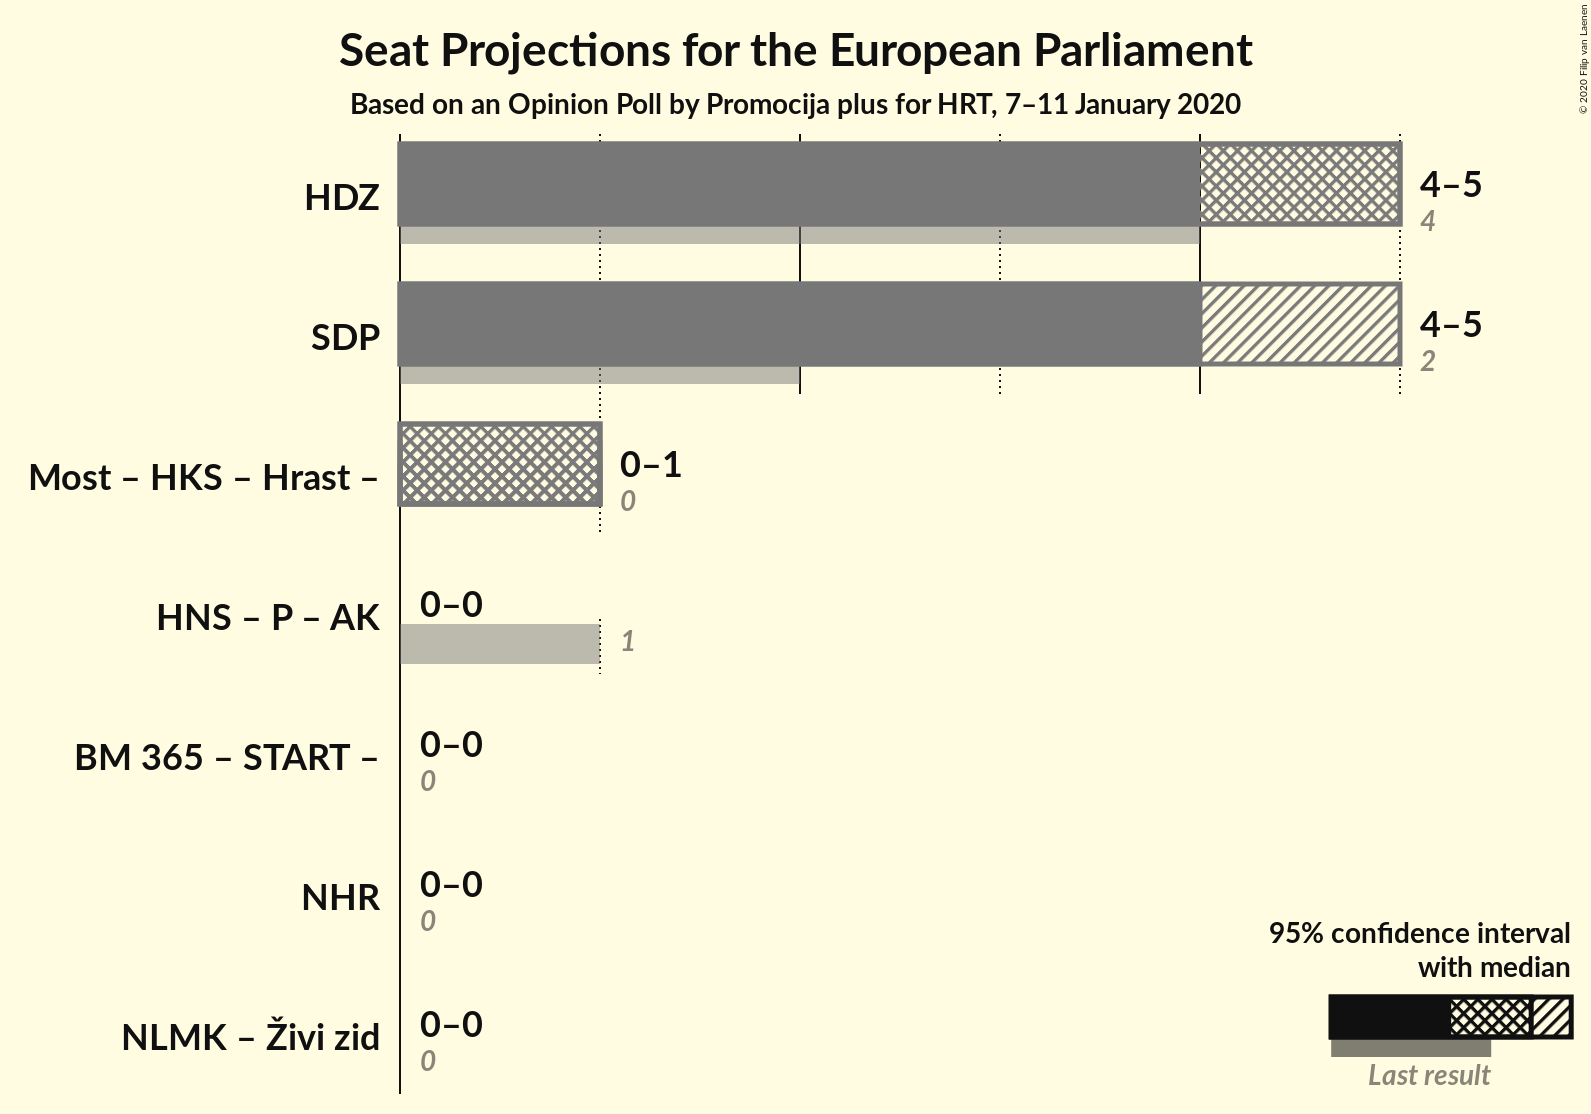 Seat Projections for the European Parliament
Based on an Opinion Poll by Promocija plus for HRT, 7–11 January 2020
© 2020 Filip van Laenen
HDZ
4–5
4
SDP
4–5
2
Most – HKS – Hrast –
0–1
0
HNS – P – AK
0–0
1
BM 365 – START –
0–0
0
NHR
0–0
0
NLMK – Živi zid
0–0
0
95% confidence interval
with median
Last result